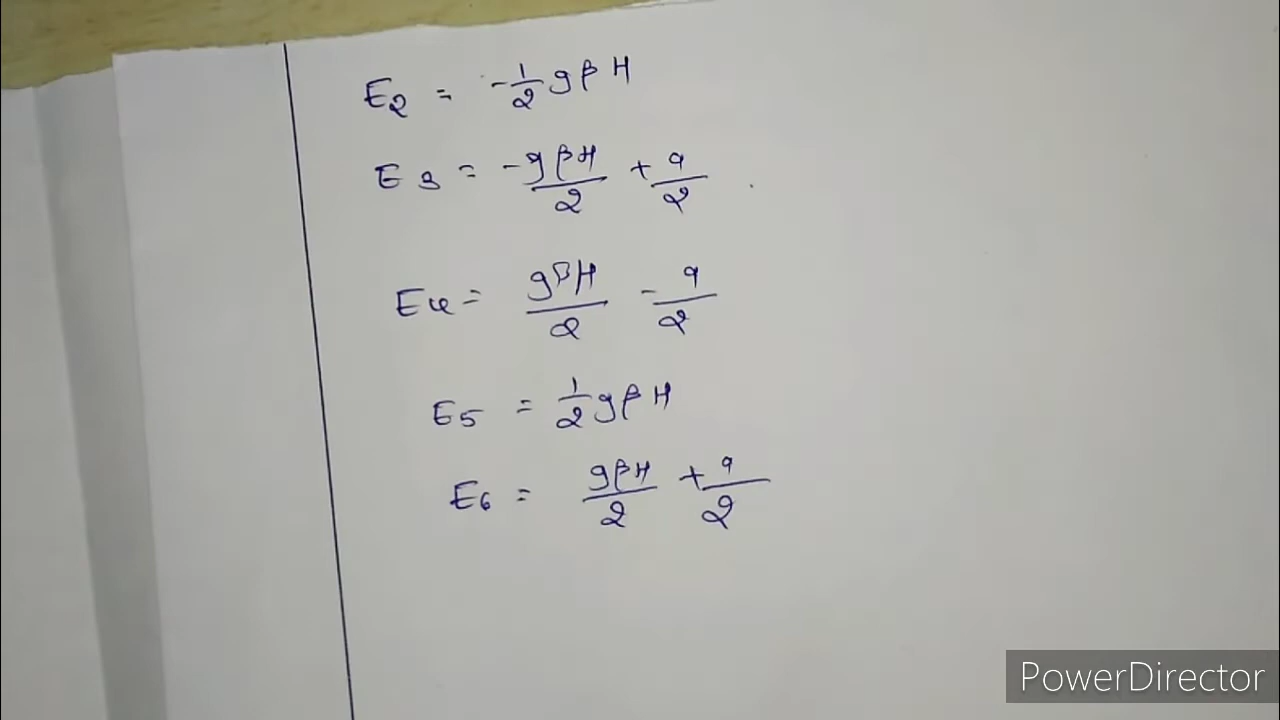 E2 = -1/2 gβH
E3 = -gβH/2 + a/2
E4 = gβH/2 - a/2
E5 = 1/2 gβH
E6 = gβH/2 + a/2
PowerDirector